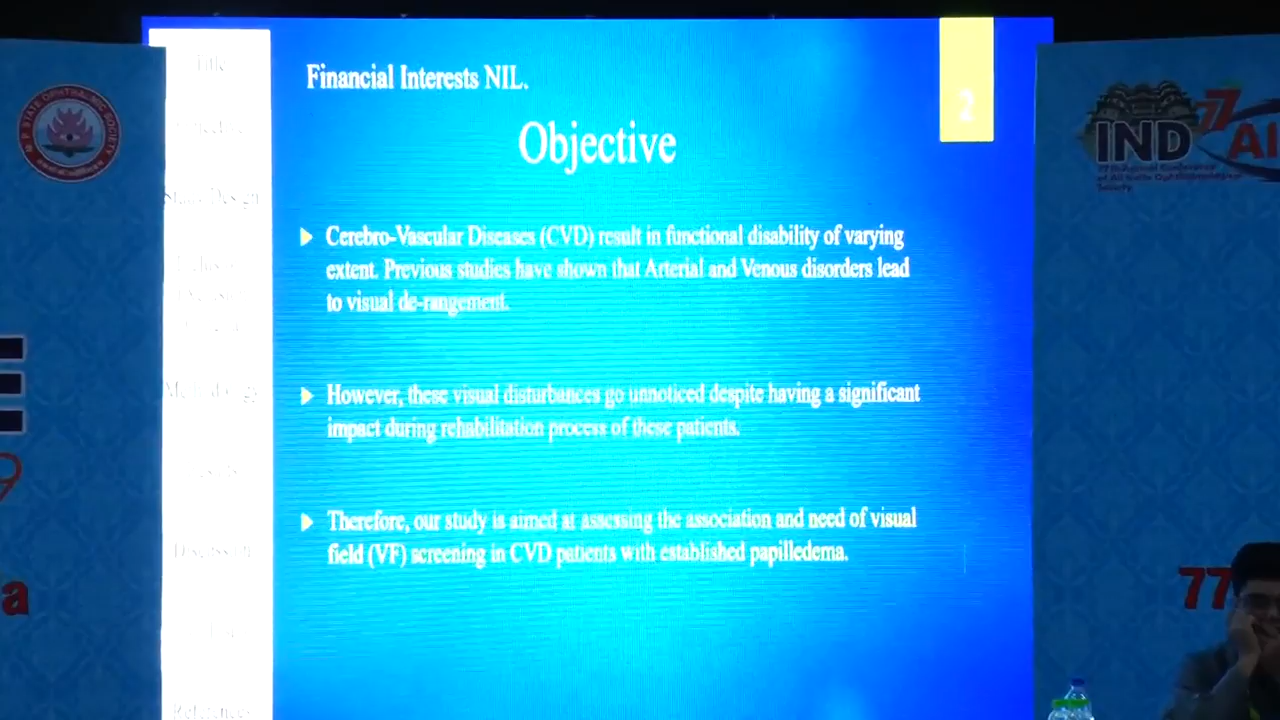 Financial Interests NIL.
2
Objective
Cerebro-Vascular Diseases (CVD) result in functional disability of varying
extent. Previous studies have shown that Arterial and Venous disorders lead
to visual de-rangement.
However, these visual disturbances go unnoticed despite having a significant
impact during rehabilitation process of these patients.
Therefore, our study is aimed at assessing the association and need of visual
field (VF) screening in CVD patients with established papilledema.
Title
Study Design
References
IND
77
AI
77
a